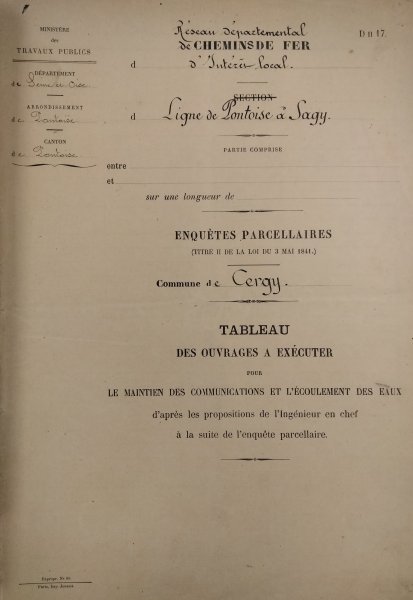 MINISTÈRE
des
TRAVAUX PUBLICS
DÉPARTEMENT
de Seine et Oise
ARRONDISSEMENT
de Pontoise
CANTON
de Pontoise
Réseau départemental
de CHEMINS DE FER
d d'Intérêt local.
D n 17.
SECTION
d Ligne de Pontoise à Sagy.
PARTIE COMPRISE
entre
et
sur une longueur de
ENQUÊTES PARCELLAIRES
(TITRE II DE LA LOI DU 3 MAI 1841.)
Commune de Cergy.
TABLEAU
DES OUVRAGES A EXÉCUTER
POUR
LE MAINTIEN DES COMMUNICATIONS ET L'ÉCOULEMENT DES EAUX
d'après les propositions de l'Ingénieur en chef
à la suite de l'enquête parcellaire.
Paris, Imp.